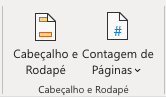 #
Cabeçalho e Contagem de
Rodapé Páginas
Cabeçalho e Rodapé